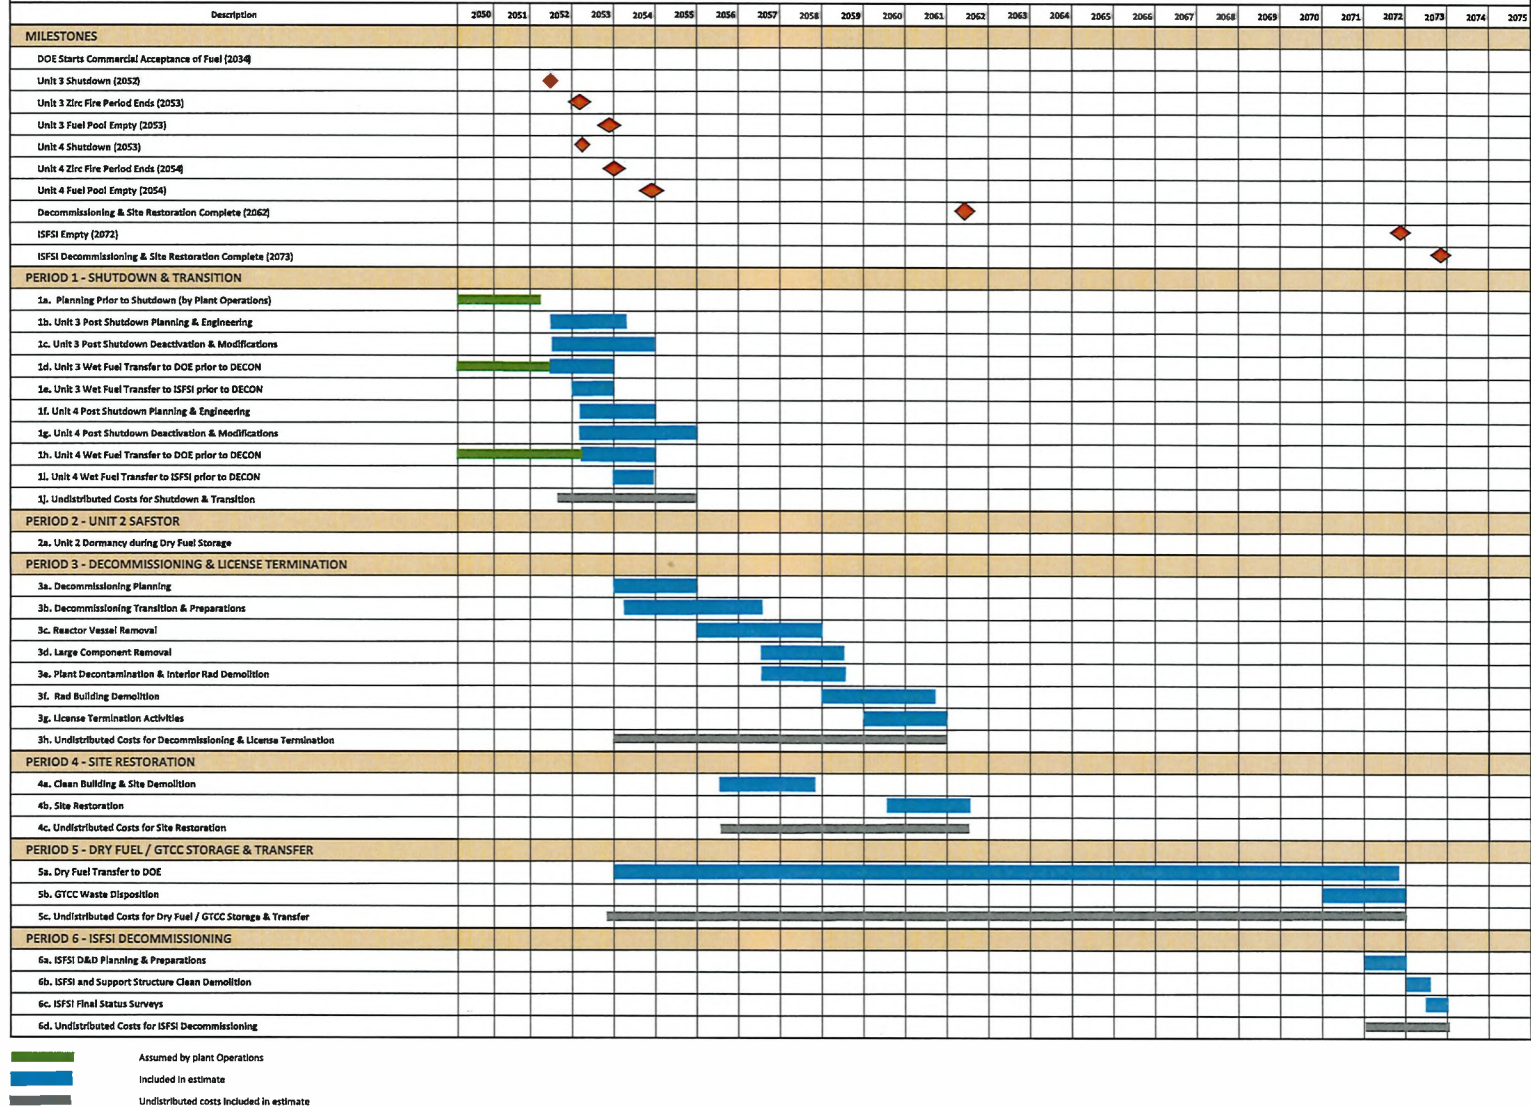 Description 2050 2051 2052 2053 2054 2055 2056 2057 2058 2059 2060 2061 2062 2063 2064 2065 2066 2067 2068 2069 2070 2071 2072 2073 2074 2075
MILESTONES
DOE Starts Commercial Acceptance of Fuel (2034)
Unit 3 Shutdown (2052)
Unit 3 Zirc Fire Period Ends (2053)
Unit 3 Fuel Pool Empty (2053)
Unit 4 Shutdown (2053)
Unit 4 Zirc Fire Period Ends (2054)
Unit 4 Fuel Pool Empty (2054)
Decommissioning & Site Restoration Complete (2062)
ISFSI Empty (2072)
ISFSI Decommissioning & Site Restoration Complete (2073)
PERIOD 1 - SHUTDOWN & TRANSITION
1a. Planning Prior to Shutdown (by Plant Operations)
1b. Unit 3 Post Shutdown Planning & Engineering
1c. Unit 3 Post Shutdown Deactivation & Modifications
1d. Unit 3 Wet Fuel Transfer to DOE prior to DECON
1e. Unit 3 Wet Fuel Transfer to ISFSI prior to DECON
1f. Unit 4 Post Shutdown Planning & Engineering
1g. Unit 4 Post Shutdown Deactivation & Modifications
1h. Unit 4 Wet Fuel Transfer to DOE prior to DECON
1i. Unit 4 Wet Fuel Transfer to ISFSI prior to DECON
1j. Undistributed Costs for Shutdown & Transition
PERIOD 2 - UNIT 2 SAFSTOR
2a. Unit 2 Dormancy during Dry Fuel Storage
PERIOD 3 - DECOMMISSIONING & LICENSE TERMINATION
3a. Decommissioning Planning
3b. Decommissioning Transition & Preparations
3c. Reactor Vessel Removal
3d. Large Component Removal
3e. Plant Decontamination & Interior Rad Demolition
3f. Rad Building Demolition
3g. License Termination Activities
3h. Undistributed Costs for Decommissioning & License Termination
PERIOD 4 - SITE RESTORATION
4a. Clean Building & Site Demolition
4b. Site Restoration
4c. Undistributed Costs for Site Restoration
PERIOD 5 - DRY FUEL / GTCC STORAGE & TRANSFER
5a. Dry Fuel Transfer to DOE
5b. GTCC Waste Disposition
5c. Undistributed Costs for Dry Fuel / GTCC Storage & Transfer
PERIOD 6 - ISFSI DECOMMISSIONING
6a. ISFSI D&D Planning & Preparations
6b. ISFSI and Support Structure Clean Demolition
6c. ISFSI Final Status Surveys
6d. Undistributed Costs for ISFSI Decommissioning
Assumed by plant Operations
Included in estimate
Undistributed costs included in estimate